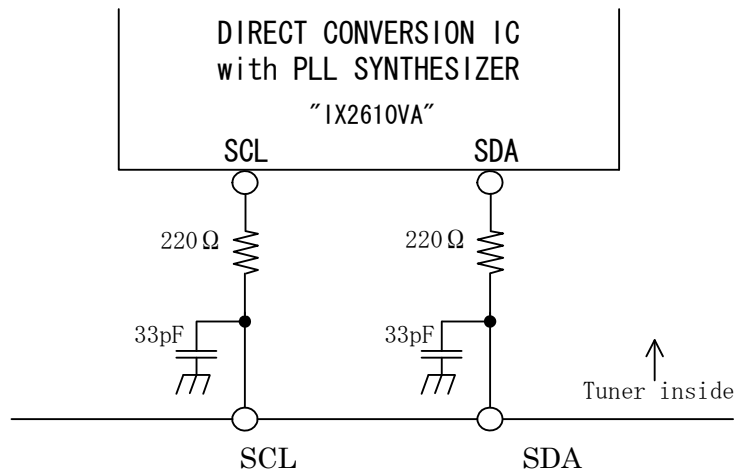 DIRECT CONVERSION IC
with PLL SYNTHESIZER
"IX2610VA"
SCL SDA
220Ω 220Ω
33pF 33pF
Tuner inside
SCL SDA